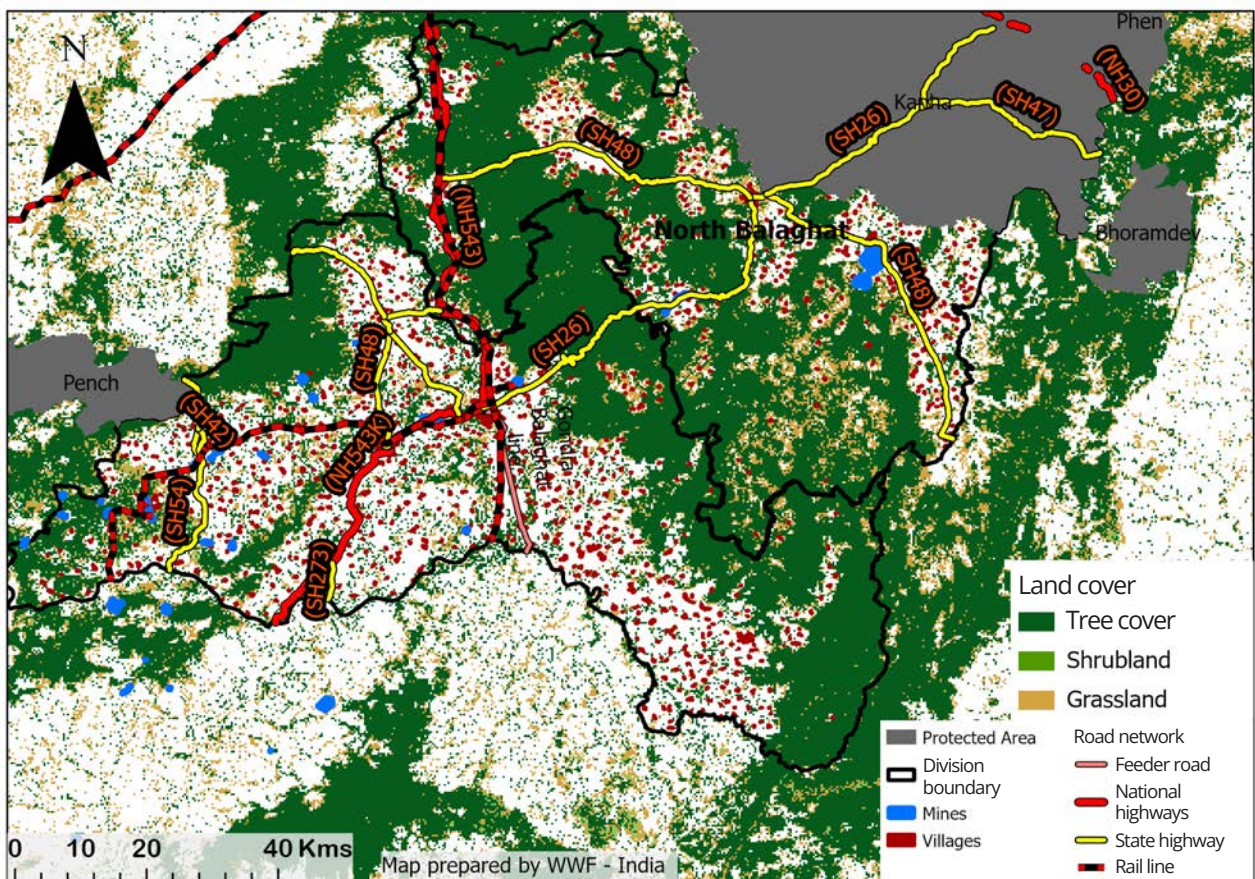 Phen
N
(NH30)
Kanha
(SH47)
(SH26)
(SH48)
(NH543)
North Balaghat
Bhoramdev
(SH48)
(SH26)
(SH48)
Pench
(SH42)
(NH543K)
Gondia
Balaghat
(SH54)
(SH273)
Land cover
Tree cover
Shrubland
Grassland
Protected Area
Division
boundary
Mines
Villages
Road network
Feeder road
National
highways
State highway
Rail line
0 10 20 40 Kms
Map prepared by WWF - India